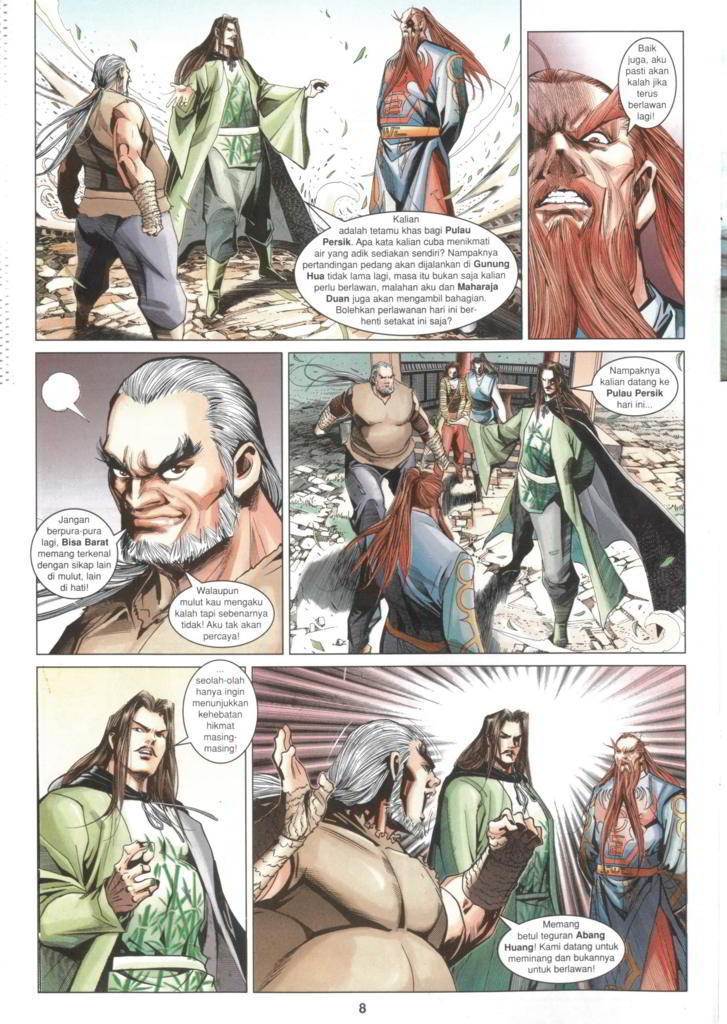 Kalian
adalah tetamu khas bagi Pulau
Persik. Apa kata kalian cuba menikmati
air yang adik sediakan sendiri? Nampaknya
pertandingan pedang akan dijalankan di Gunung
Hua tidak lama lagi, masa itu bukan saja kalian
perlu berlawan, malahan aku dan Maharaja
Duan juga akan mengambil bahagian.
Bolehkan perlawanan hari ini ber-
henti setakat ini saja?
Baik
juga, aku
pasti akan
kalah jika
terus
berlawan
lagi!
Jangan
berpura-pura
lagi, Bisa Barat
memang terkenal
dengan sikap lain
di mulut, lain
di hati!
Walaupun
mulut kau mengaku
kalah tapi sebenarnya
tidak! Aku tak akan
percaya!
Nampaknya
kalian datang ke
Pulau Persik
hari ini...
...
seolah-olah
hanya ingin
menunjukkan
kehebatan
hikmat
masing-
masing!
Memang
betul teguran Abang
Huang! Kami datang untuk
meminang dan bukannya
untuk berlawan!
8